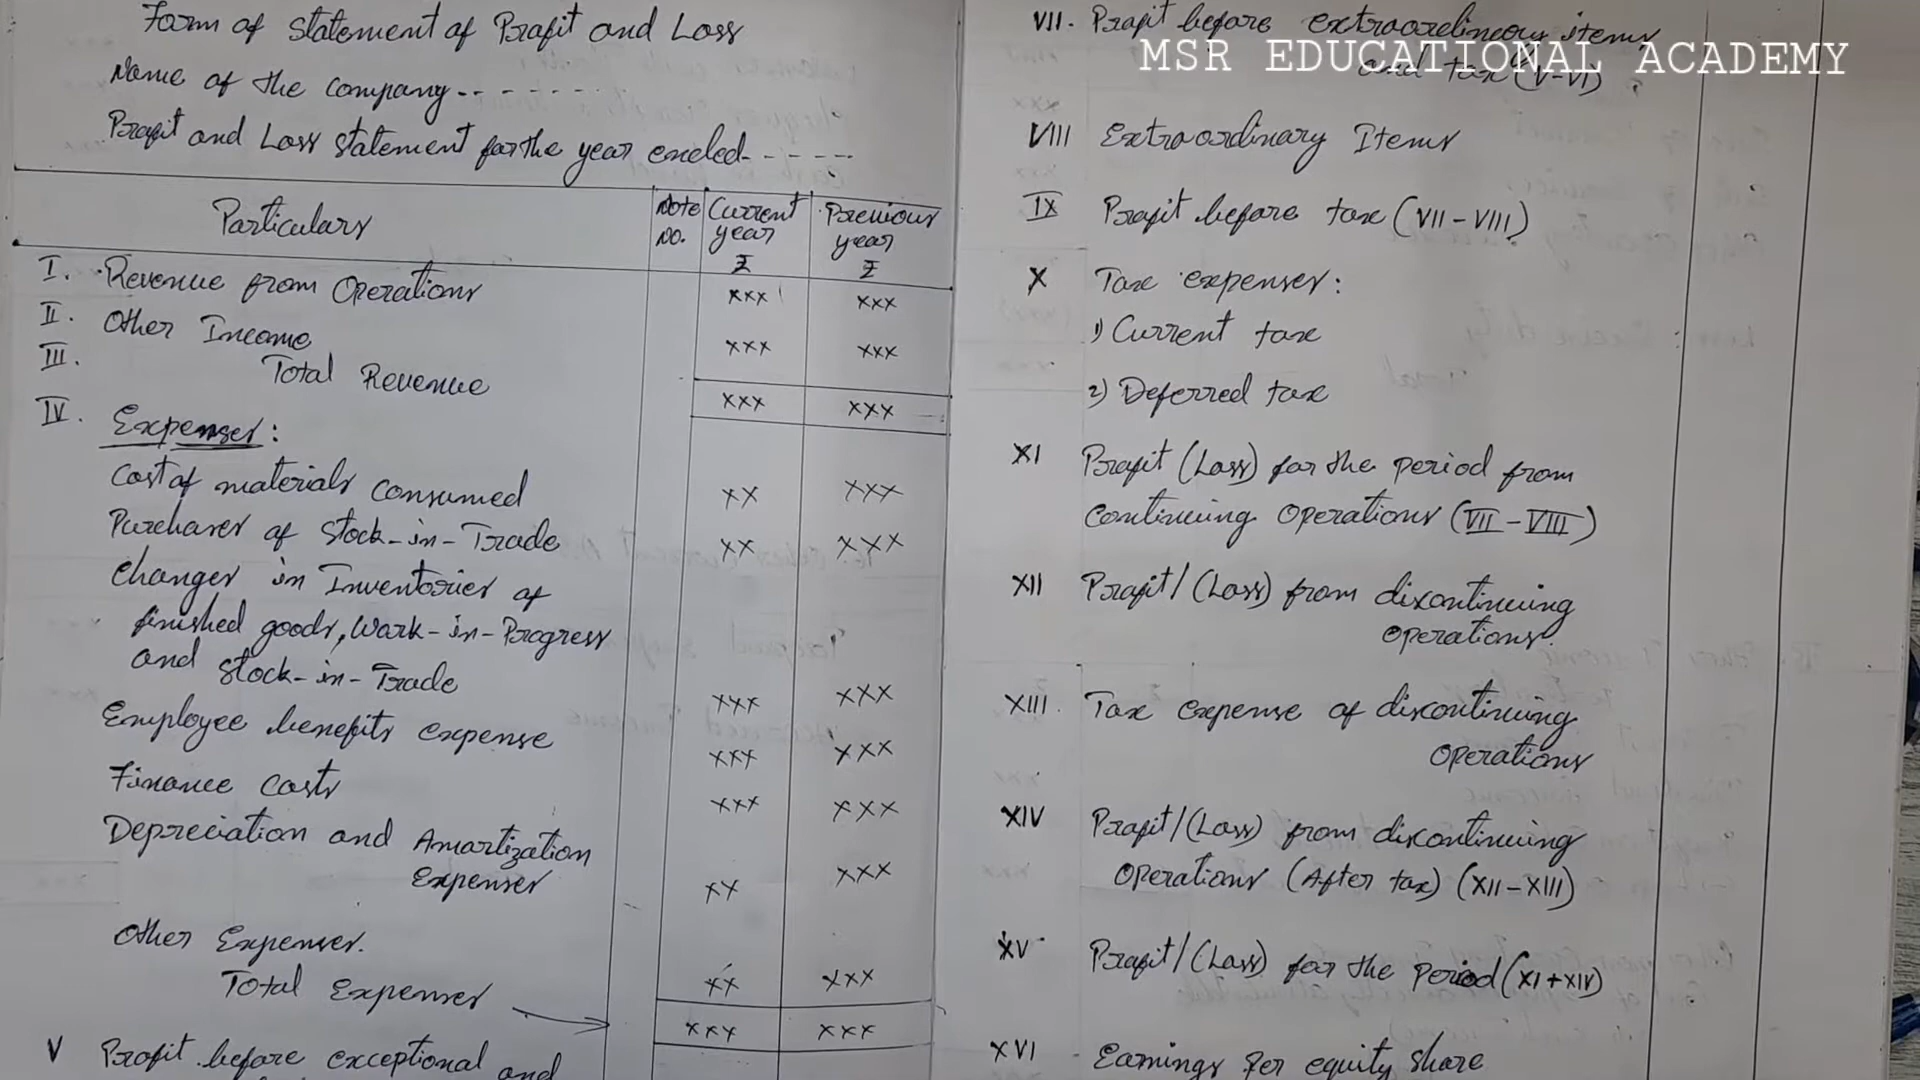 Form of Statement of Profit and Loss
Name of the company - - - - - - -
Profit and Loss Statement for the year ended - - - - -
Particulars
Note No.
Current year ₹
Previous year ₹
I. Revenue from Operations xxx xxx
II. Other Income xxx xxx
III. Total Revenue xxx xxx
IV. Expenses:
Cost of materials consumed xx xxx
Purchases of Stock-in-Trade xx xxx
Changes in Inventories of
finished goods, Work-in-Progress
and Stock-in-Trade xxx xxx
Employee benefits expense xxx xxx
Finance costs xxx xxx
Depreciation and Amortization
Expenses xx xxx
Other Expenses. xx xxx
Total Expenses xxx xxx
V Profit before exceptional and
VII. Profit before extraordineous items
and tax (V-VI)
MSR EDUCATIONAL ACADEMY
VIII Extraordinary Items
IX Profit before tax (VII-VIII)
X Tax expenses:
1) Current tax
2) Deferred tax
XI Profit (Loss) for the period from
continuing operations (VII-VIII)
XII Profit/(Loss) from discontinuing
operations.
XIII. Tax expense of discontinuing
operations
XIV Profit/(Loss) from discontinuing
operations (After tax) (XII-XIII)
XV Profit/(Loss) for the period (XI+XIV)
XVI Earnings per equity share